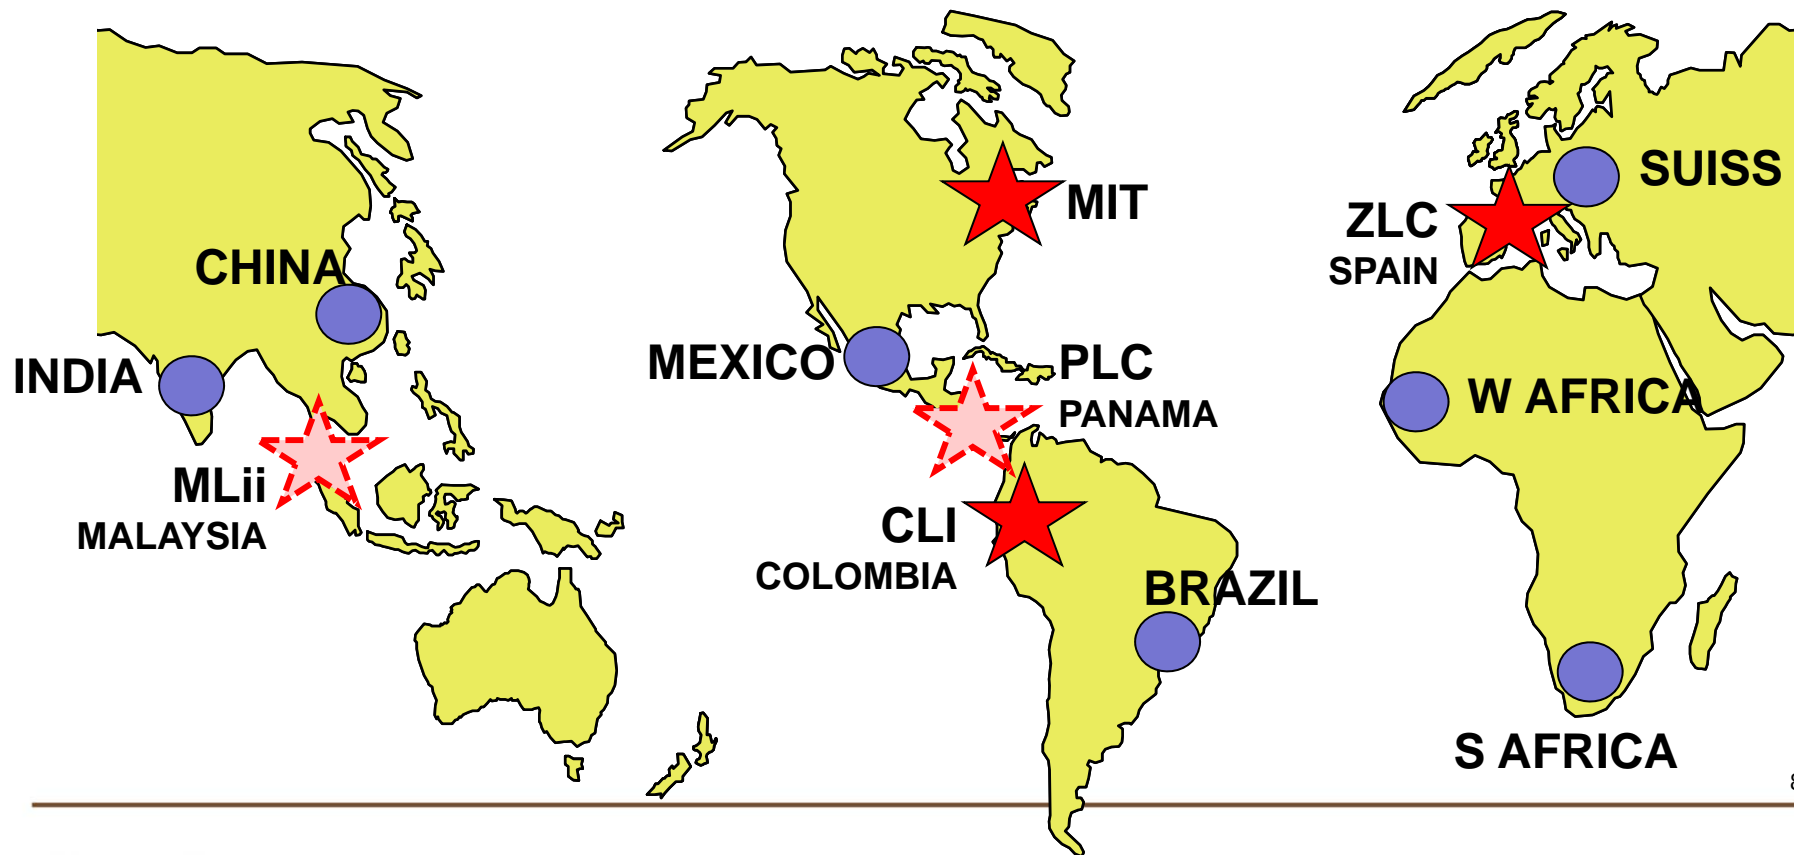 SUISS
MIT
ZLC
SPAIN
CHINA
MEXICO
PLC
PANAMA
INDIA
W AFRICA
MLii
MALAYSIA
CLI
COLOMBIA
BRAZIL
S AFRICA